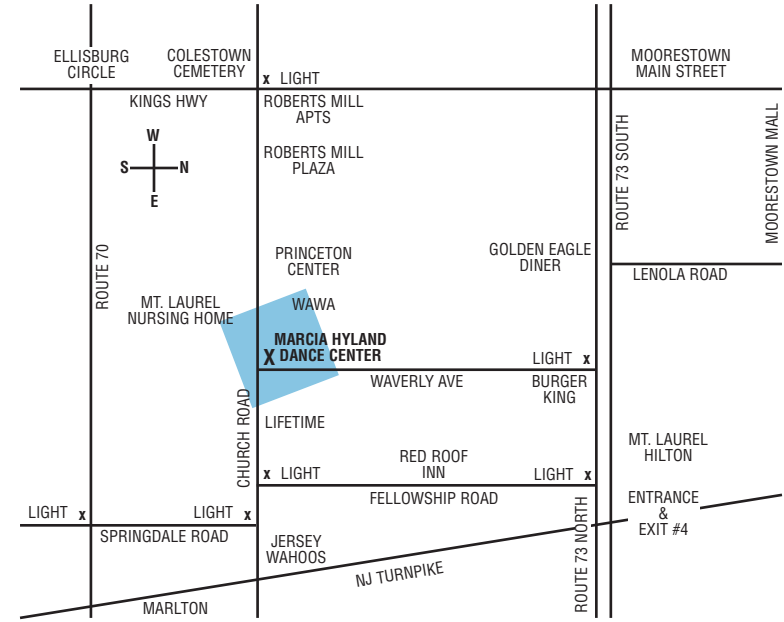 ELLISBURG
CIRCLE
COLESTOWN
CEMETERY
x LIGHT
MOORESTOWN
MAIN STREET
KINGS HWY
ROBERTS MILL
APTS
W
S N
E
ROBERTS MILL
PLAZA
ROUTE 73 SOUTH
MOORESTOWN MALL
ROUTE 70
PRINCETON
CENTER
GOLDEN EAGLE
DINER
LENOLA ROAD
MT. LAUREL
NURSING HOME
WAWA
MARCIA HYLAND
X DANCE CENTER
LIGHT x
WAVERLY AVE
BURGER
KING
CHURCH ROAD
LIFETIME
MT. LAUREL
HILTON
RED ROOF
INN
x LIGHT
LIGHT x
FELLOWSHIP ROAD
ENTRANCE
&
EXIT #4
LIGHT x
LIGHT x
SPRINGDALE ROAD
JERSEY
WAHOOS
ROUTE 73 NORTH
NJ TURNPIKE
MARLTON